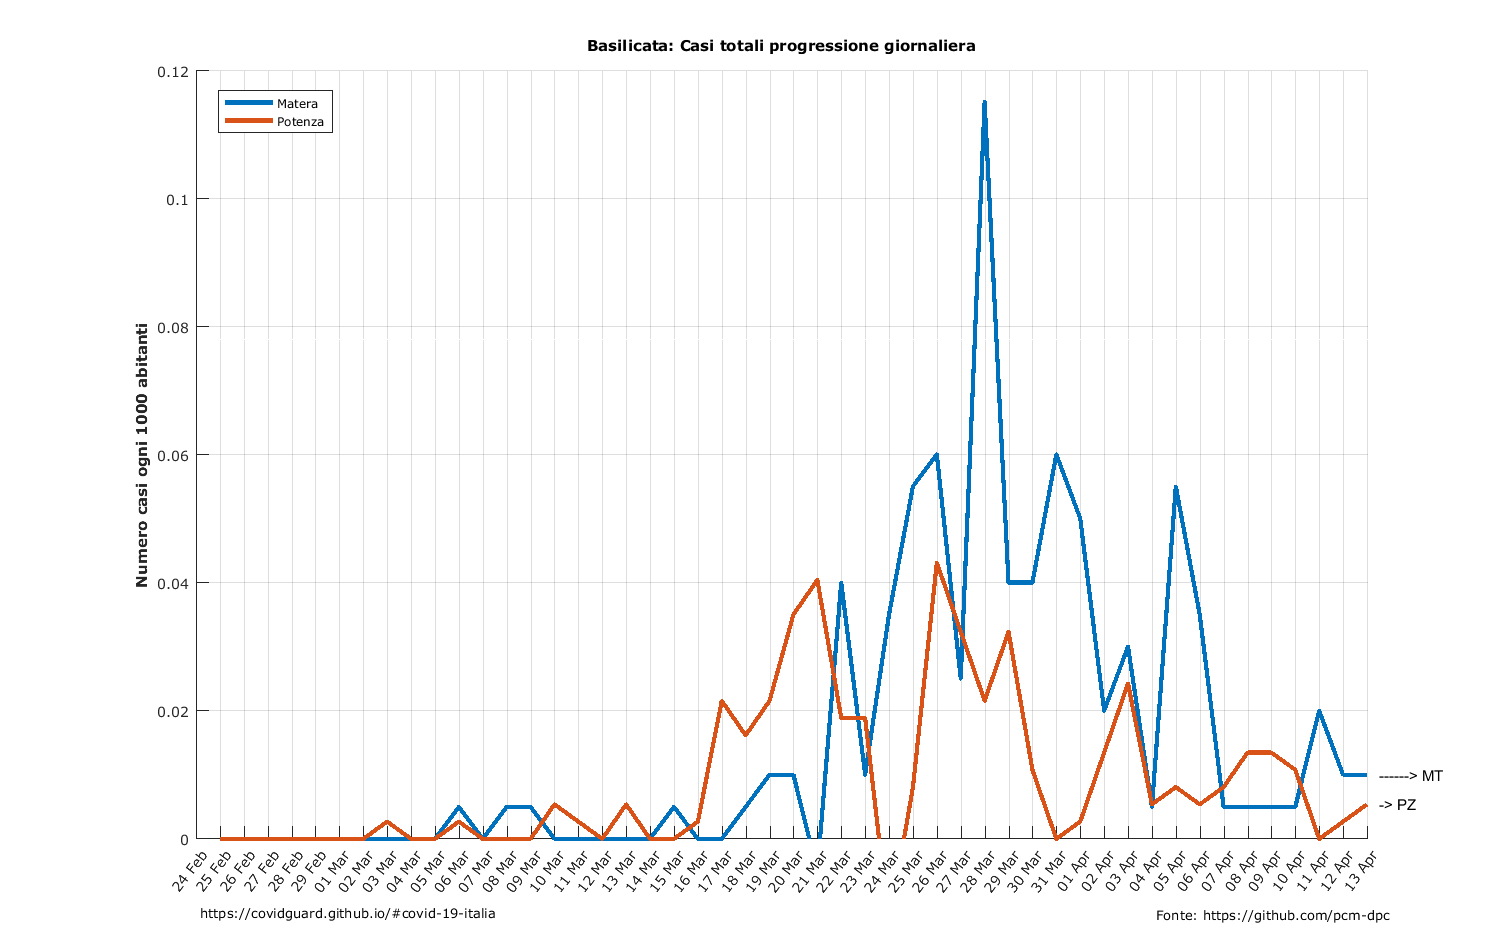 Basilicata: Casi totali progressione giornaliera
Matera
Potenza
Numero casi ogni 1000 abitanti
0.12
0.1
0.08
0.06
0.04
0.02
0
------> MT
-> PZ
24 Feb
25 Feb
26 Feb
27 Feb
28 Feb
29 Feb
01 Mar
02 Mar
03 Mar
04 Mar
05 Mar
06 Mar
07 Mar
08 Mar
09 Mar
10 Mar
11 Mar
12 Mar
13 Mar
14 Mar
15 Mar
16 Mar
17 Mar
18 Mar
19 Mar
20 Mar
21 Mar
22 Mar
23 Mar
24 Mar
25 Mar
26 Mar
27 Mar
28 Mar
29 Mar
30 Mar
31 Mar
01 Apr
02 Apr
03 Apr
04 Apr
05 Apr
06 Apr
07 Apr
08 Apr
09 Apr
10 Apr
11 Apr
12 Apr
13 Apr
https://covidguard.github.io/#covid-19-italia
Fonte: https://github.com/pcm-dpc